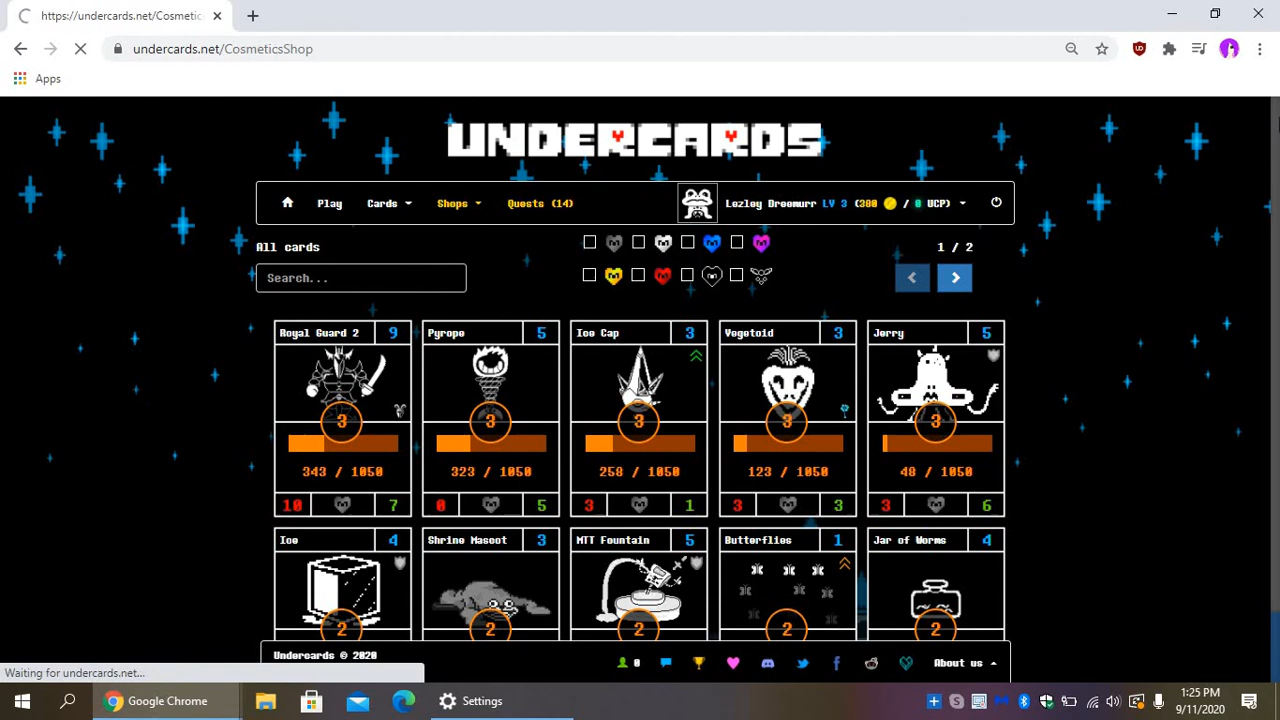 https://undercards.net/Cosmetic
undercards.net/CosmeticsShop
Apps
UNDERCARDS
Play Cards Shops Quests (14) Lezley Dreemurr LV 3 (300 / 0 UCP)
All cards 1 / 2
Search...
Royal Guard 2 9 Pyrope 5 Ice Cap 3 Vegetoid 3 Jerry 5
3 3 3 3 3
343 / 1050 323 / 1050 258 / 1050 123 / 1050 48 / 1050
10 7 0 5 3 1 3 3 3 6
Ice 4 Shrine Mascot 3 MTT Fountain 5 Butterflies 1 Jar of Worms 4
2 2 2 2 2
Undercards © 2020 0 About us
Waiting for undercards.net...
Google Chrome Settings 1:25 PM
9/11/2020